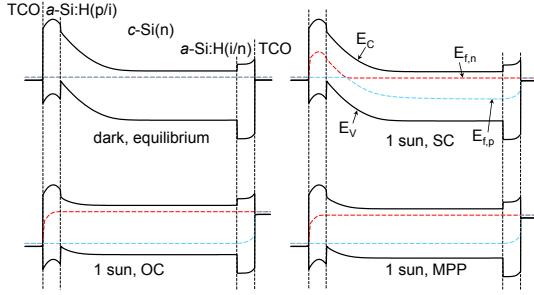 TCO a-Si:H(p/i)
c-Si(n)
a-Si:H(i/n) TCO
dark, equilibrium
E_C
E_f,n
E_V
1 sun, SC
E_f,p
1 sun, OC
1 sun, MPP